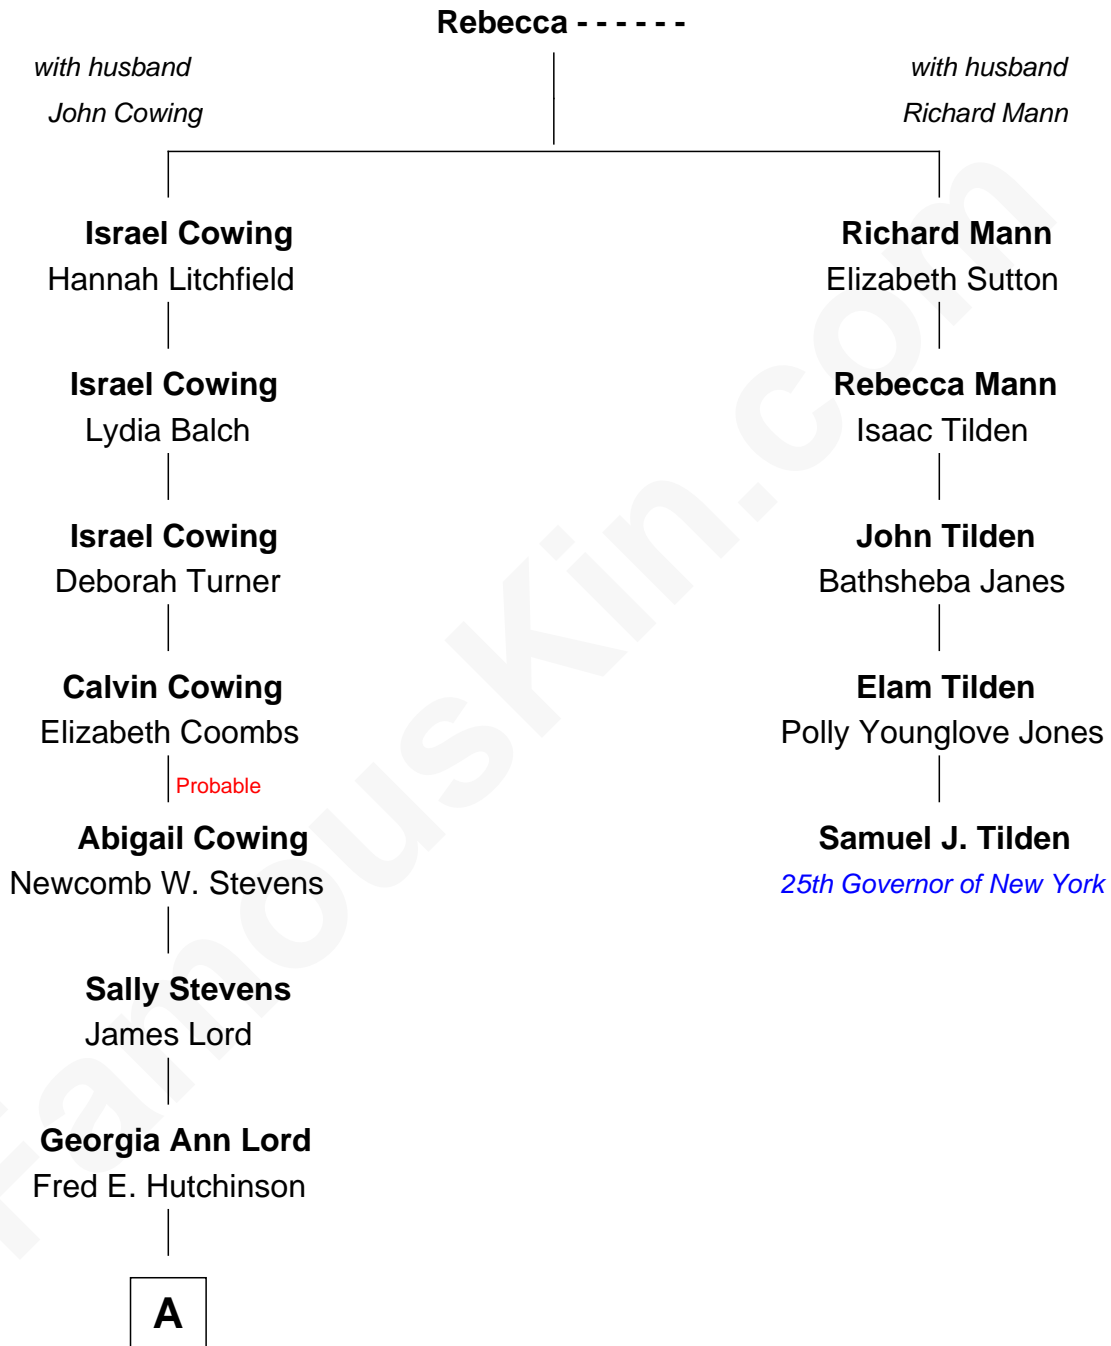 Rebecca - - - - - -
with husband
John Cowing
with husband
Richard Mann
Israel Cowing
Hannah Litchfield
Richard Mann
Elizabeth Sutton
Israel Cowing
Lydia Balch
Rebecca Mann
Isaac Tilden
Israel Cowing
Deborah Turner
John Tilden
Bathsheba Janes
Calvin Cowing
Elizabeth Coombs
Elam Tilden
Polly Younglove Jones
Probable
Abigail Cowing
Newcomb W. Stevens
Samuel J. Tilden
25th Governor of New York
Sally Stevens
James Lord
Georgia Ann Lord
Fred E. Hutchinson
A
FamousKin.com